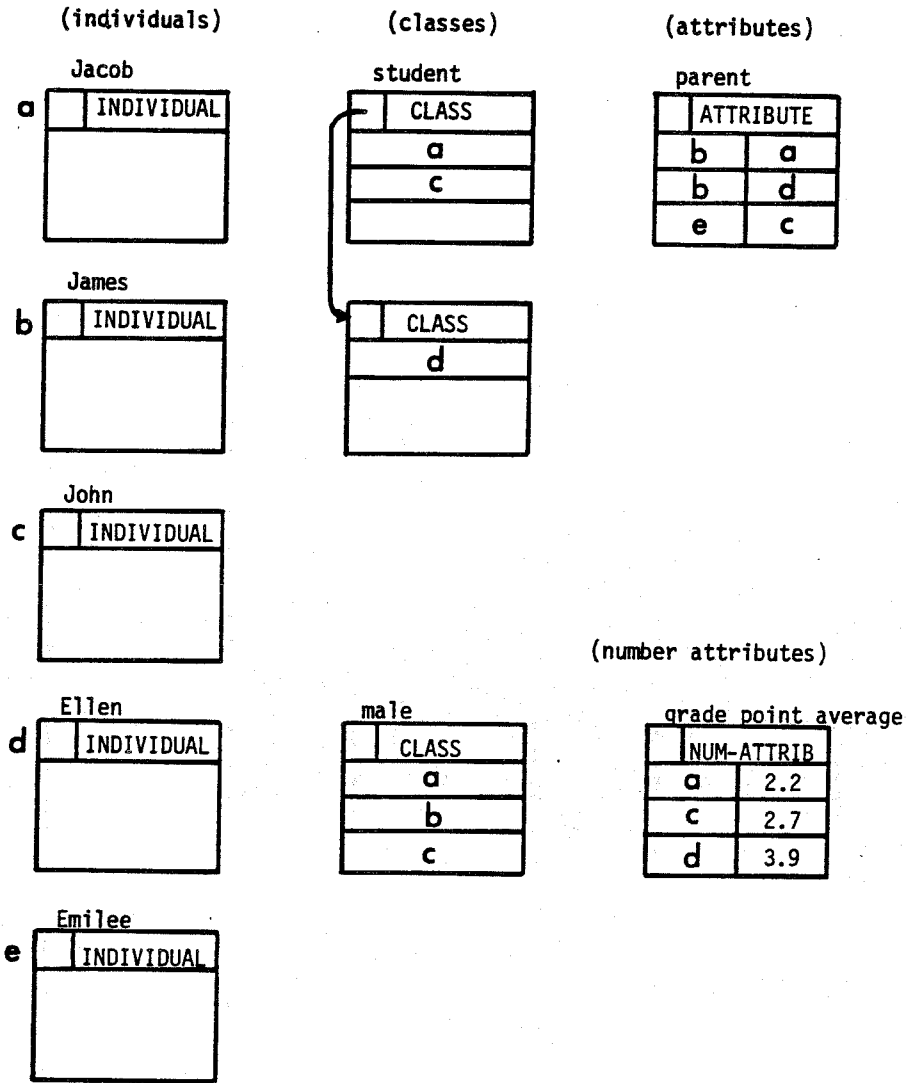 (individuals) (classes) (attributes)
Jacob student parent
a INDIVIDUAL CLASS ATTRIBUTE
a b a
c b d
e c
James
b INDIVIDUAL CLASS
d
John
c INDIVIDUAL
(number attributes)
Ellen male grade point average
d INDIVIDUAL CLASS NUM-ATTRIB
a a 2.2
b c 2.7
c d 3.9
Emilee
e INDIVIDUAL